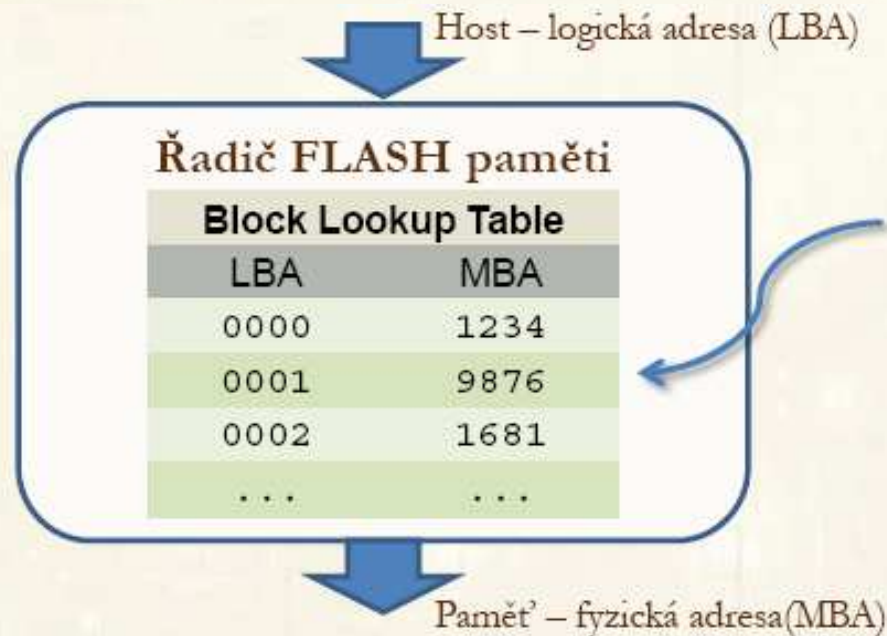 Host – logická adresa (LBA)
Řadič FLASH paměti
Block Lookup Table
LBA MBA
0000 1234
0001 9876
0002 1681
... ...
Paměť – fyzická adresa(MBA)